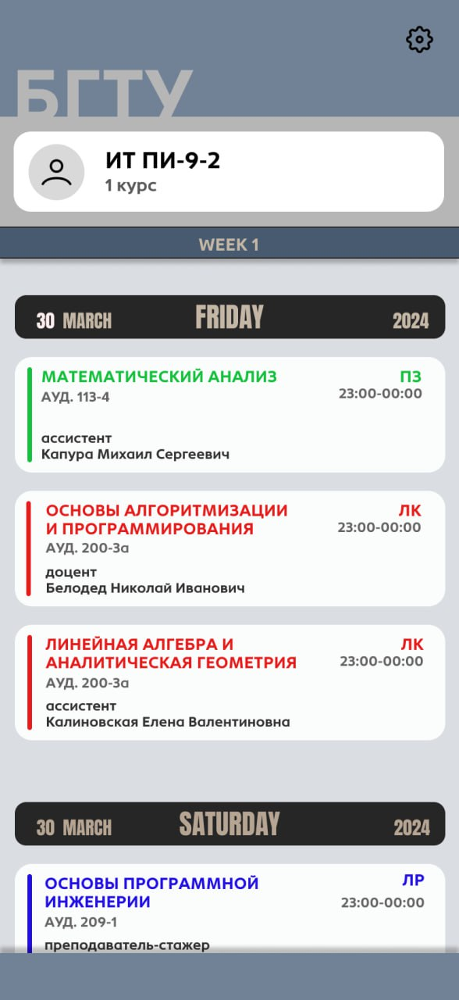 БГТУ
ИТ ПИ-9-2
1 курс
WEEK 1
30 MARCH FRIDAY 2024
МАТЕМАТИЧЕСКИЙ АНАЛИЗ ПЗ
АУД. 113-4 23:00-00:00
ассистент
Капура Михаил Сергеевич
ОСНОВЫ АЛГОРИТМИЗАЦИИ ЛК
И ПРОГРАММИРОВАНИЯ 23:00-00:00
АУД. 200-3а
доцент
Белодед Николай Иванович
ЛИНЕЙНАЯ АЛГЕБРА И ЛК
АНАЛИТИЧЕСКАЯ ГЕОМЕТРИЯ 23:00-00:00
АУД. 200-3а
ассистент
Калиновская Елена Валентиновна
30 MARCH SATURDAY 2024
ОСНОВЫ ПРОГРАММНОЙ ЛР
ИНЖЕНЕРИИ 23:00-00:00
АУД. 209-1
преподаватель-стажер